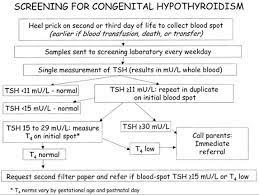 SCREENING FOR CONGENITAL HYPOTHYROIDISM
Heel prick on second or third day of life to collect blood spot
(earlier if blood transfusion, death, or transfer)
Samples sent to screening laboratory every weekday
Single measurement of TSH (results in mU/L whole blood)
TSH <11 mU/L - normal
TSH ≥11 mU/L: repeat in duplicate
on initial blood spot
TSH <15 mU/L - normal
TSH 15 to 29 mU/L: measure
T4 on initial spot*
TSH ≥30 mU/L
T4 normal
T4 low
Call parents:
Immediate
referral
Request second filter paper and refer if blood-spot TSH ≥15 mU/L or T4 low
* T4 norms vary by gestational age and postnatal day